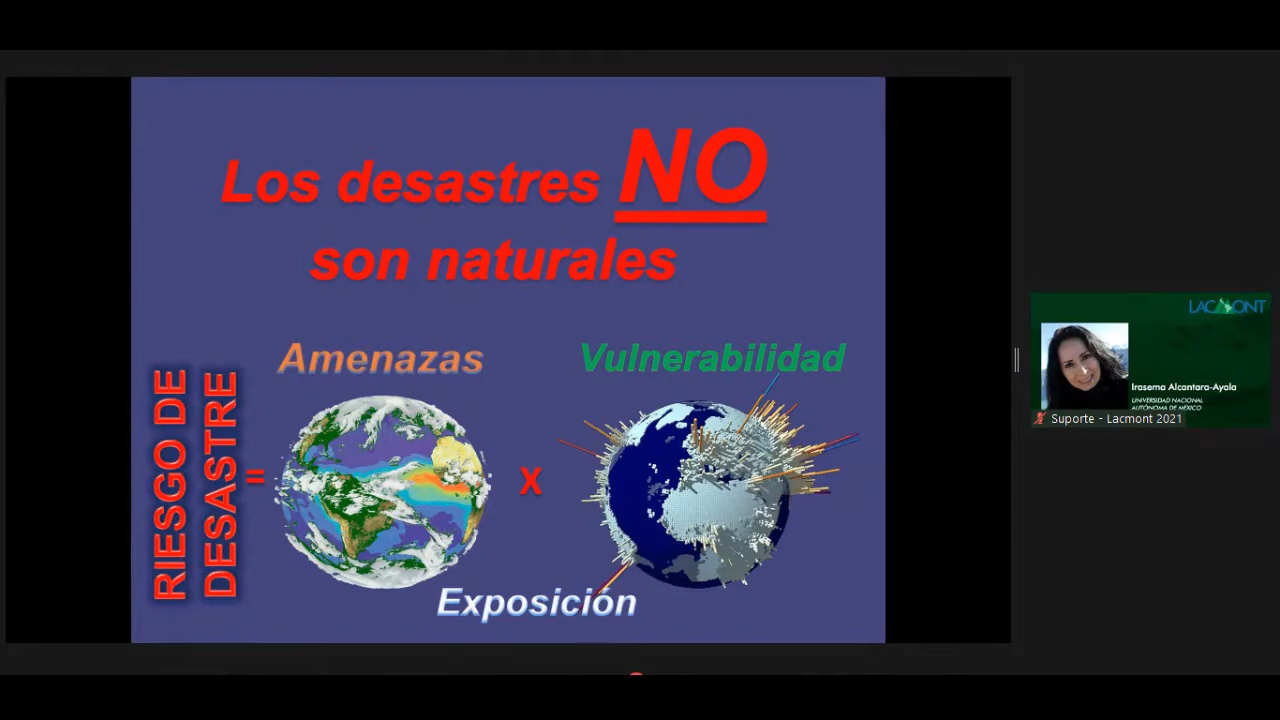 Los desastres NO
son naturales
Amenazas
Vulnerabilidad
RIESGO DE
DESASTRE
=
X
Exposición
LACMONT
Irasema Alcantara-Ayala
UNIVERSIDAD NACIONAL
AUTÓNOMA DE MÉXICO
Suporte - Lacmont 2021